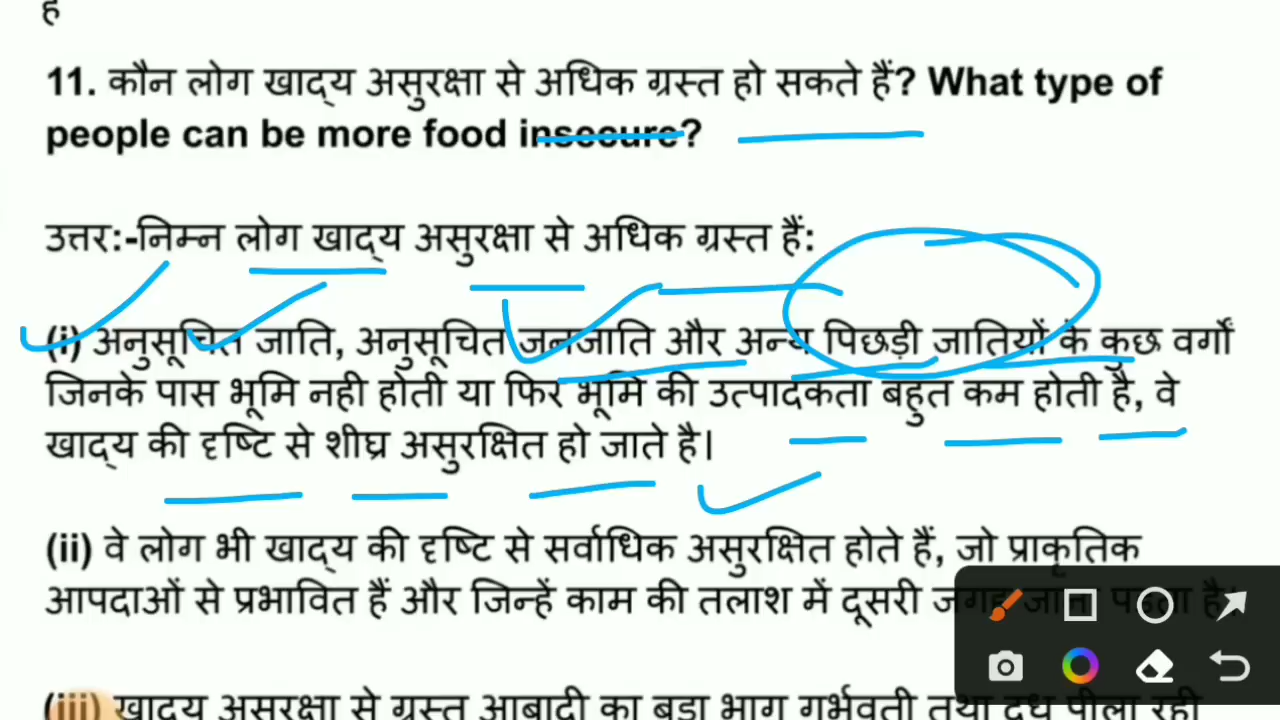 है
11. कौन लोग खाद्य असुरक्षा से अधिक ग्रस्त हो सकते हैं? What type of
people can be more food insecure?
उत्तर:-निम्न लोग खाद्य असुरक्षा से अधिक ग्रस्त हैं:
(i) अनुसूचित जाति, अनुसूचित जनजाति और अन्य पिछड़ी जातियों के कुछ वर्गों
जिनके पास भूमि नही होती या फिर भूमि की उत्पादकता बहुत कम होती है, वे
खाद्य की दृष्टि से शीघ्र असुरक्षित हो जाते है।
(ii) वे लोग भी खाद्य की दृष्टि से सर्वाधिक असुरक्षित होते हैं, जो प्राकृतिक
आपदाओं से प्रभावित हैं और जिन्हें काम की तलाश में दूसरी जगह जाना पड़ता है।
(iii) खाद्य असुरक्षा से ग्रस्त आबादी का बड़ा भाग गर्भवती तथा दूध पीला रही